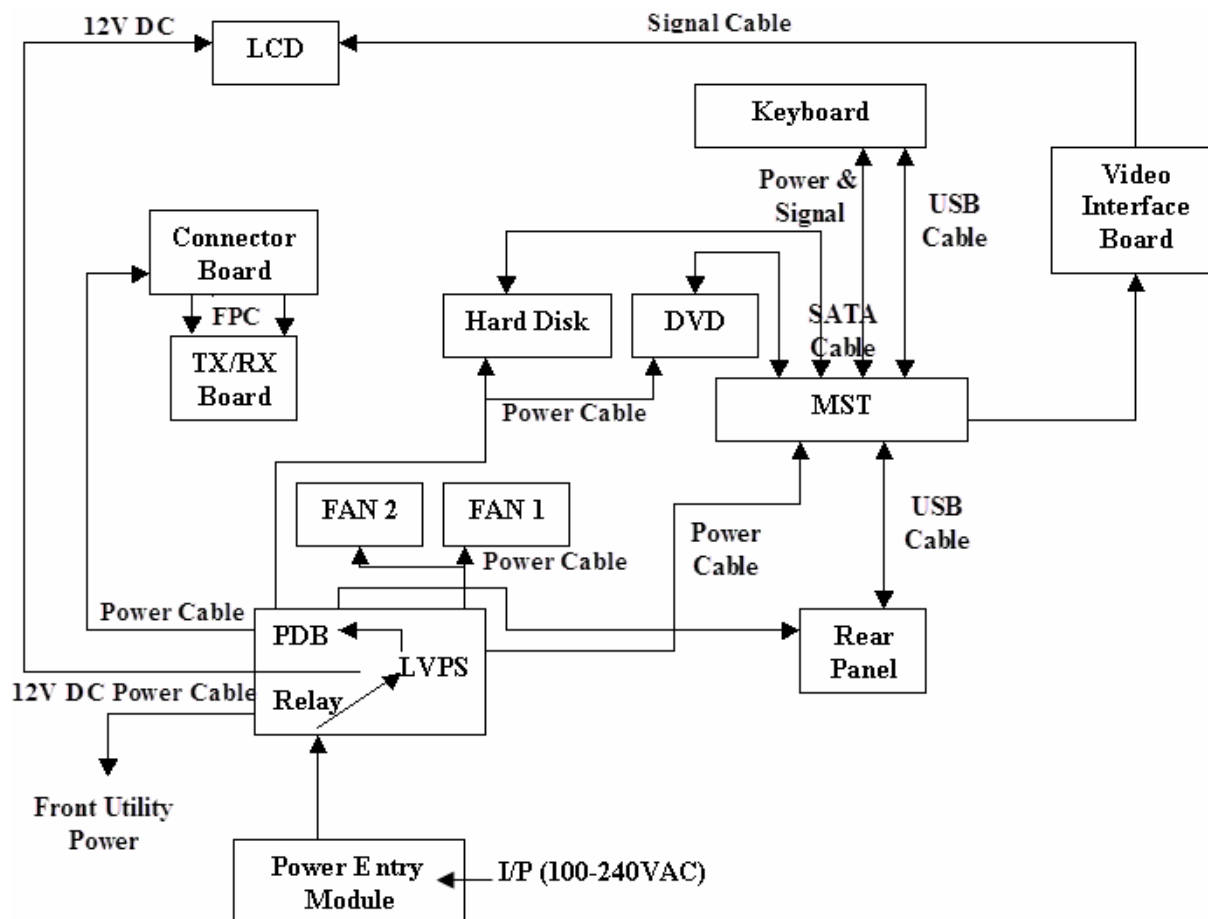 12V DC
LCD
Signal Cable
Keyboard
Power &
Signal
USB
Cable
Video
Interface
Board
Connector
Board
FPC
TX/RX
Board
Hard Disk
DVD
SATA
Cable
MST
Power Cable
FAN 2
FAN 1
Power Cable
Power
Cable
USB
Cable
Power Cable
PDB
LVPS
Relay
Rear
Panel
12V DC Power Cable
Front Utility
Power
Power Entry
Module
I/P (100-240VAC)